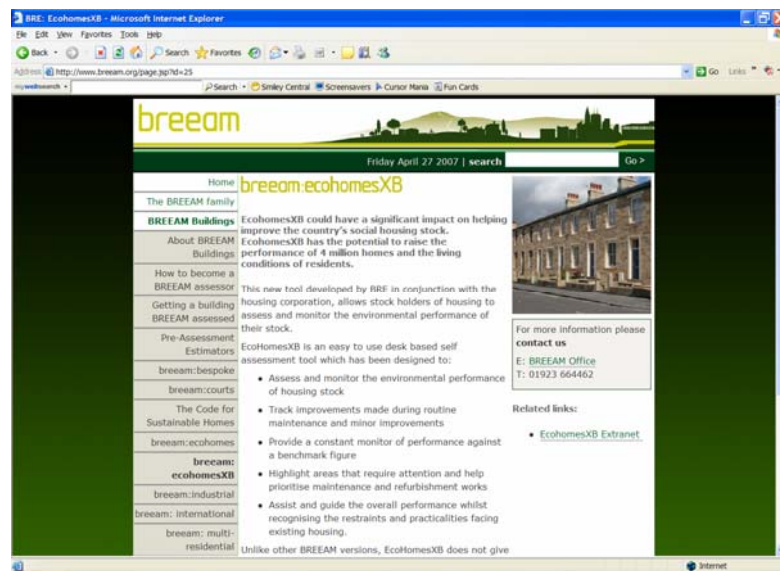 BRE: EcohomesXB - Microsoft Internet Explorer
File Edit View Favorites Tools Help
Back Search Favorites
Address http://www.breeam.org/page.jsp?id=25 Go Links
mywebsearch Search Smiley Central Screensavers Cursor Mania Fun Cards
breeam
Friday April 27 2007 | search Go >
Home
The BREEAM family
BREEAM Buildings
About BREEAM
Buildings
How to become a
BREEAM assessor
Getting a building
BREEAM assessed
Pre-Assessment
Estimators
breeam:bespoke
breeam:courts
The Code for
Sustainable Homes
breeam:ecohomes
breeam:
ecohomesXB
breeam:industrial
breeam: international
breeam: multi-
residential
breeam:ecohomesXB
EcohomesXB could have a significant impact on helping
improve the country's social housing stock.
EcohomesXB has the potential to raise the
performance of 4 million homes and the living
conditions of residents.
This new tool developed by BRE in conjunction with the
housing corporation, allows stock holders of housing to
assess and monitor the environmental performance of
their stock.
EcoHomesXB is an easy to use desk based self
assessment tool which has been designed to:
• Assess and monitor the environmental performance
of housing stock
• Track improvements made during routine
maintenance and minor improvements
• Provide a constant monitor of performance against
a benchmark figure
• Highlight areas that require attention and help
prioritise maintenance and refurbishment works
• Assist and guide the overall performance whilst
recognising the restraints and practicalities facing
existing housing.
Unlike other BREEAM versions, EcoHomesXB does not give
For more information please
contact us
E: BREEAM Office
T: 01923 664462
Related links:
• EcohomesXB Extranet
Internet